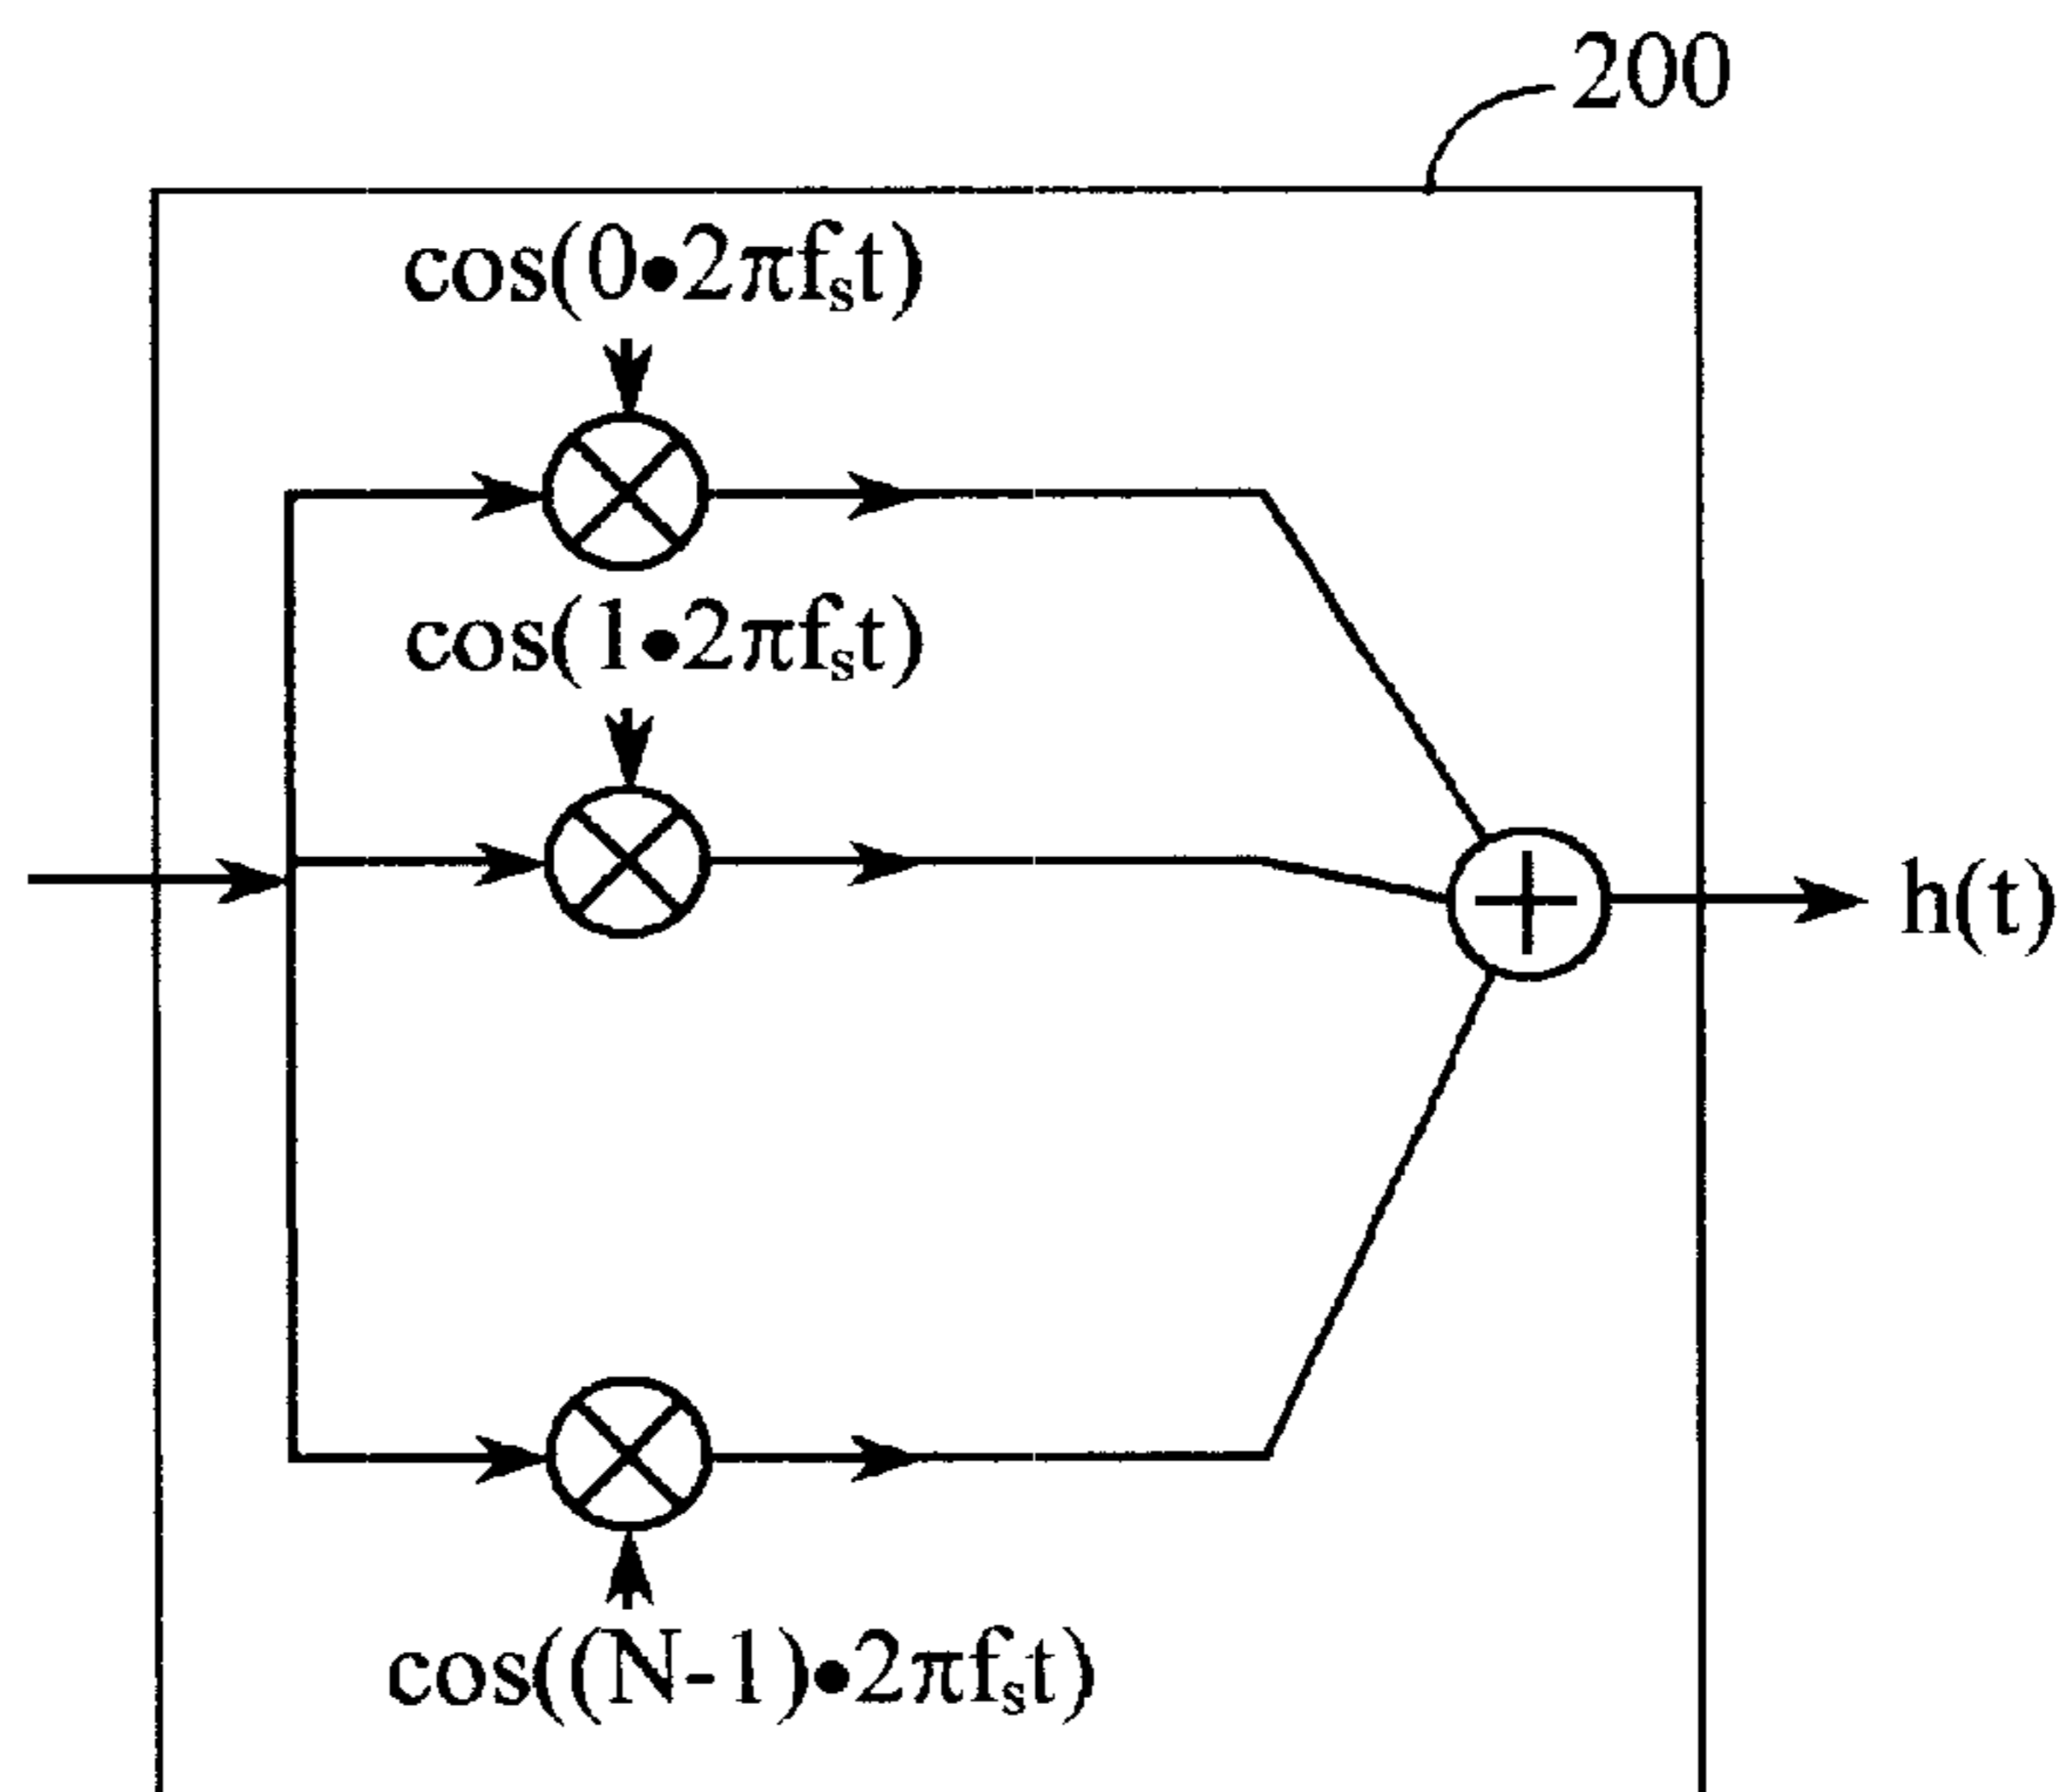 200
cos(0•2πfₛt)
cos(1•2πfₛt)
h(t)
cos((N-1)•2πfₛt)